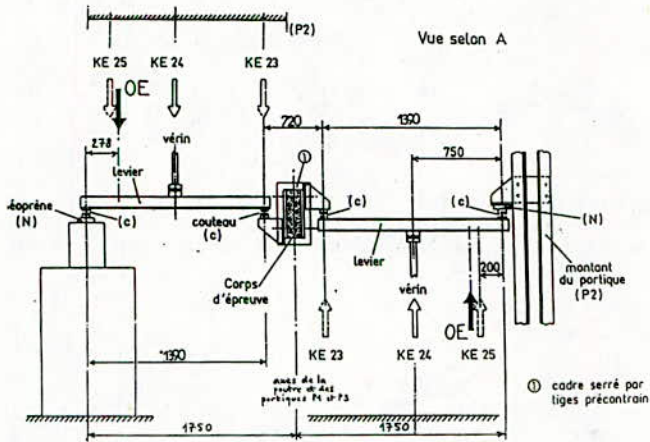 (P2)
Vue selon A
KE 25
KE 24
KE 23
OE
720
1390
278
vérin
①
750
levier
éoprène
(N)
(c)
couteau
(c)
(c)
(c)
(N)
levier
Corps
d'épreuve
vérin
200
montant
du portique
(P2)
OE
KE 23
KE 24
KE 25
1390
axes de la
poutre et des
portiques P1 et P3
① cadre serré par
tiges précontrain
1750
1750